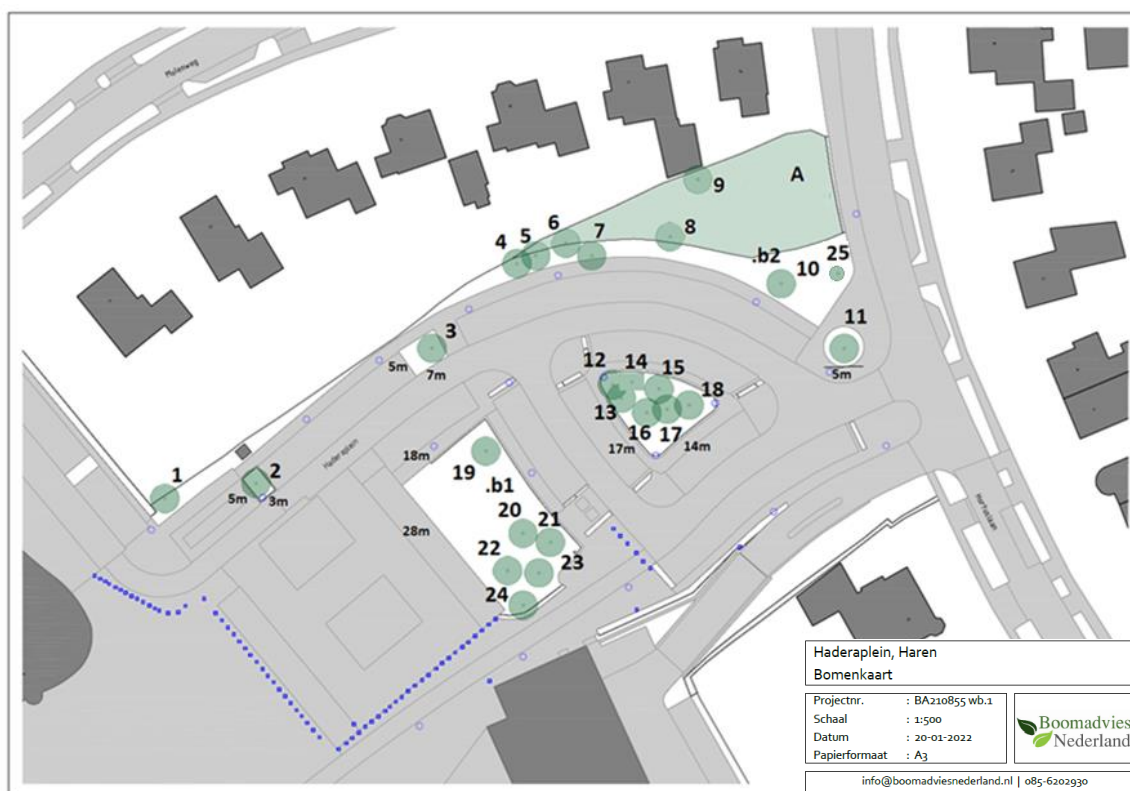 Mulenweg
A
9
6
8
5
7
4
.b2
25
10
3
11
5m
7m
5m
12
14
15
18
13
16
17
17m
14m
18m
19
Haderaplein
1
2
5m
3m
.b1
20
21
28m
22
23
24
Haderaplein, Haren
Bomenkaart
Projectnr. : BA210855 wb.1
Schaal : 1:500
Datum : 20-01-2022
Papierformaat : A3
Boomadvies
Nederland
info@boomadviesnederland.nl | 085-6202930